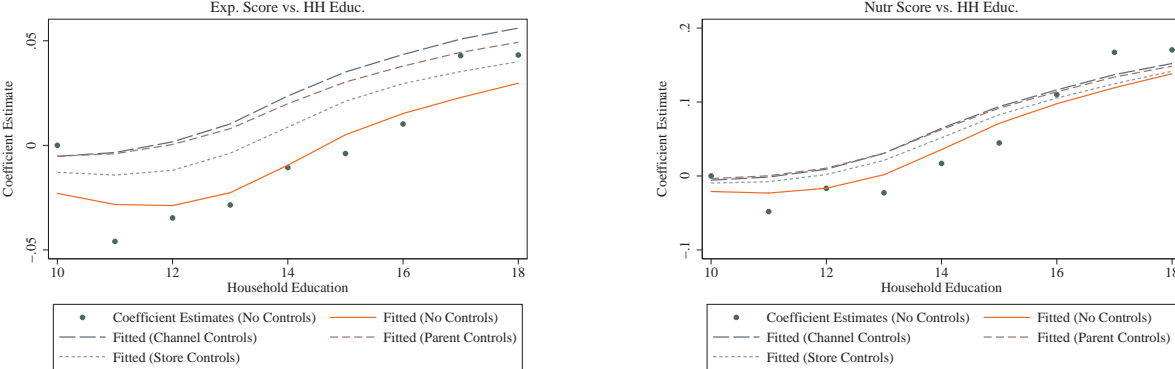 Exp. Score vs. HH Educ.
Coefficient Estimate
.05
0
-.05
10
12
14
16
18
Household Education
Coefficient Estimates (No Controls)
Fitted (No Controls)
Fitted (Channel Controls)
Fitted (Parent Controls)
Fitted (Store Controls)
Nutr Score vs. HH Educ.
Coefficient Estimate
.2
.1
0
-.1
10
12
14
16
18
Household Education
Coefficient Estimates (No Controls)
Fitted (No Controls)
Fitted (Channel Controls)
Fitted (Parent Controls)
Fitted (Store Controls)